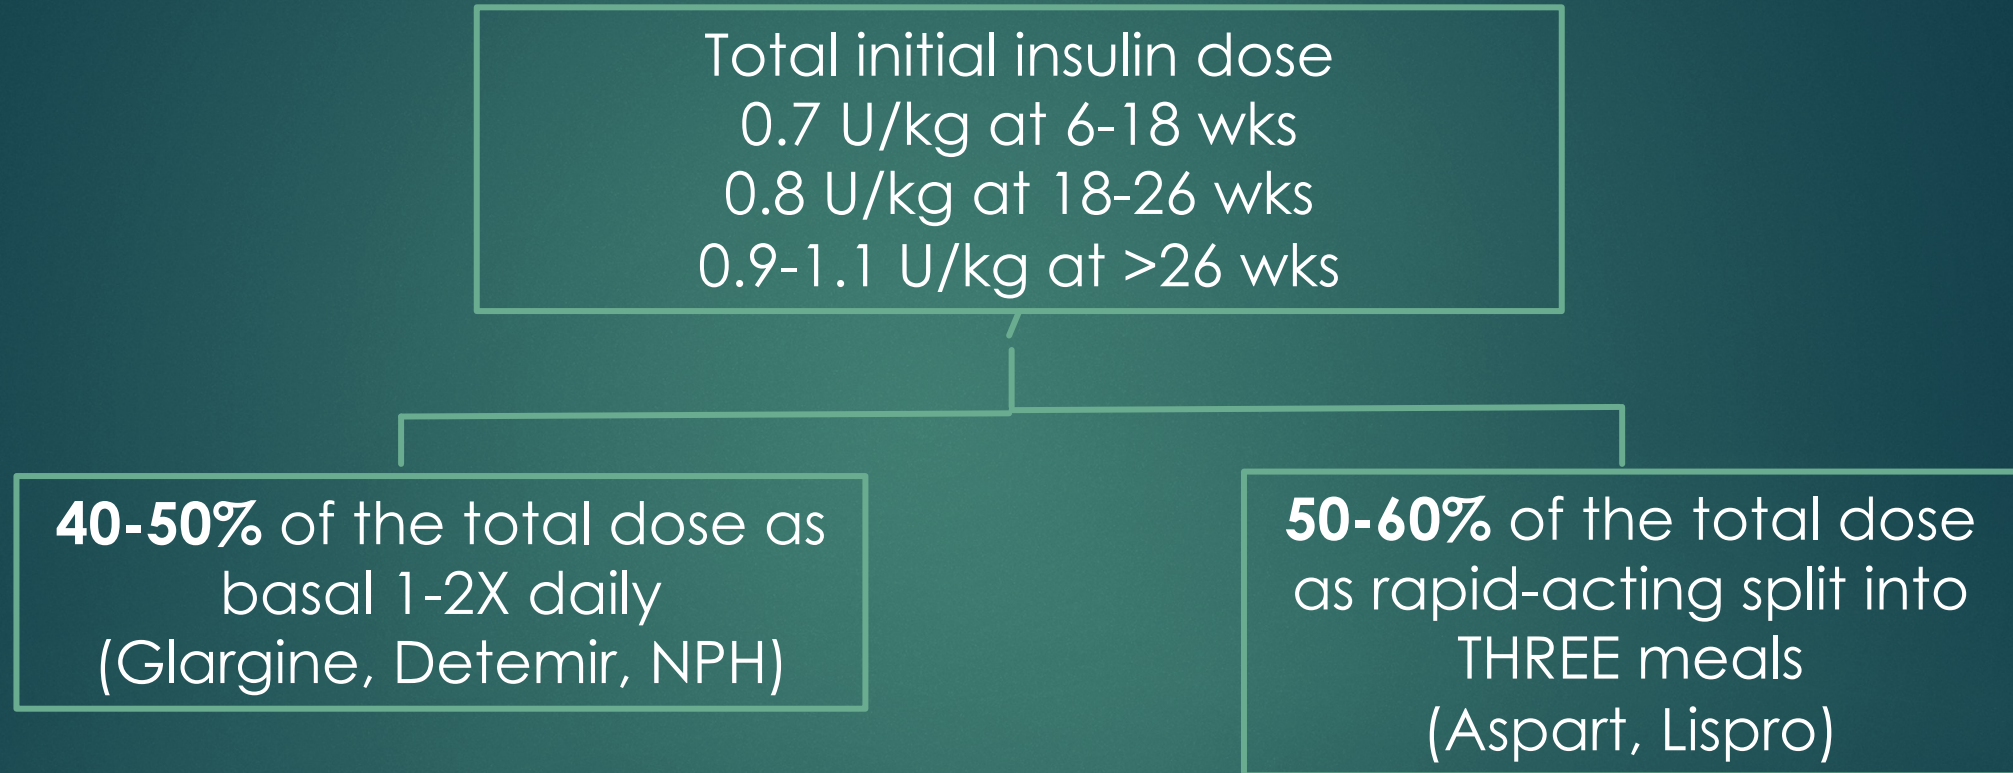 Total initial insulin dose
0.7 U/kg at 6-18 wks
0.8 U/kg at 18-26 wks
0.9-1.1 U/kg at >26 wks
40-50% of the total dose as
basal 1-2X daily
(Glargine, Detemir, NPH)
50-60% of the total dose
as rapid-acting split into
THREE meals
(Aspart, Lispro)